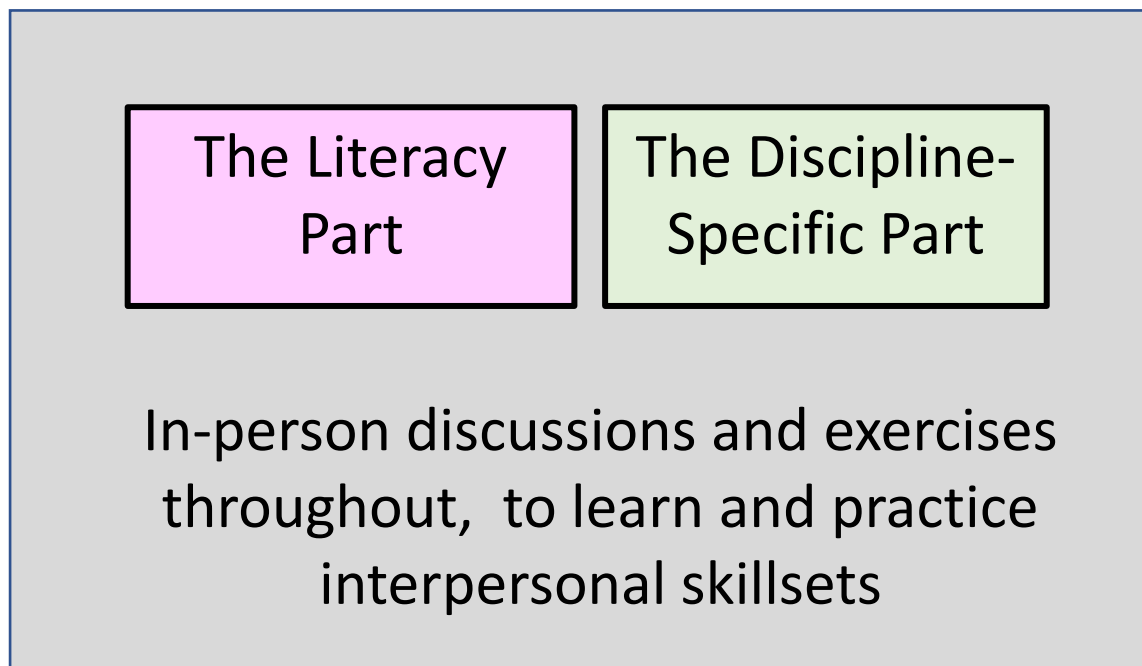 The Literacy
Part
The Discipline-
Specific Part
In-person discussions and exercises
throughout,  to learn and practice
interpersonal skillsets